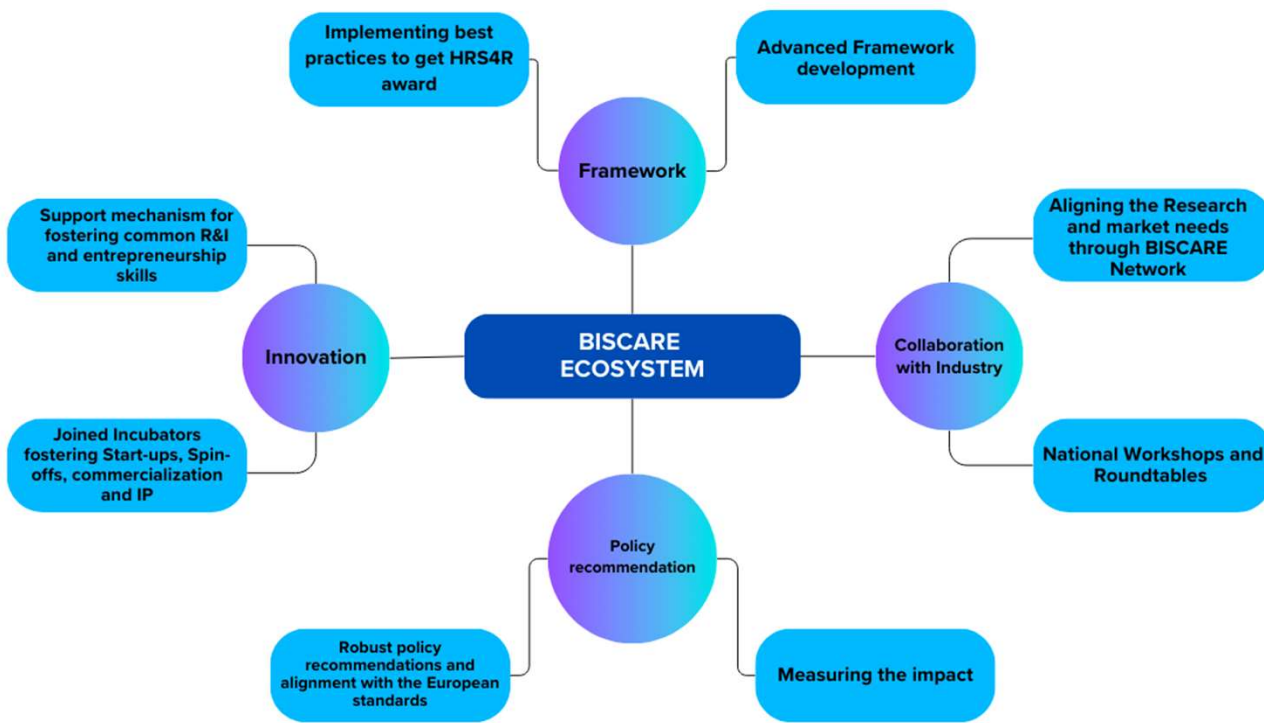 Implementing best
practices to get HRS4R
award
Advanced Framework
development
Framework
Support mechanism for
fostering common R&I
and entrepreneurship
skills
Aligning the Research
and market needs
through BISCARE
Network
Innovation
BISCARE
ECOSYSTEM
Collaboration
with Industry
Joined Incubators
fostering Start-ups, Spin-
offs, commercialization
and IP
National Workshops and
Roundtables
Policy
recommendation
Robust policy
recommendations and
alignment with the European
standards
Measuring the impact